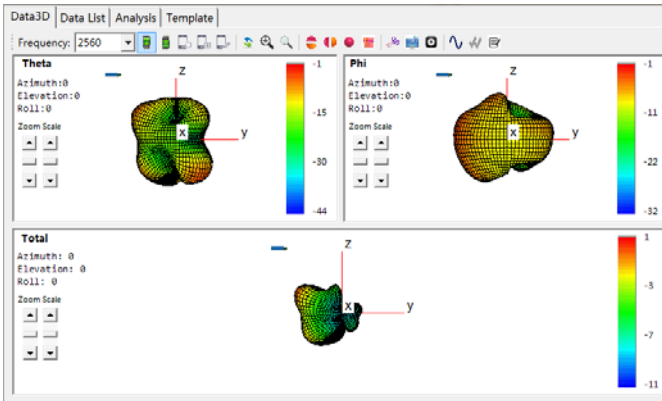 Data3D Data List Analysis Template
Frequency: 2560
Theta
Azimuth:0
Elevation:0
Roll:0
Zoom Scale
z
x
y
-1
-15
-30
-44
Phi
Azimuth:0
Elevation:0
Roll:0
Zoom Scale
z
x
y
-1
-11
-22
-32
Total
Azimuth: 0
Elevation: 0
Roll: 0
Zoom Scale
z
x
y
1
-3
-7
-11